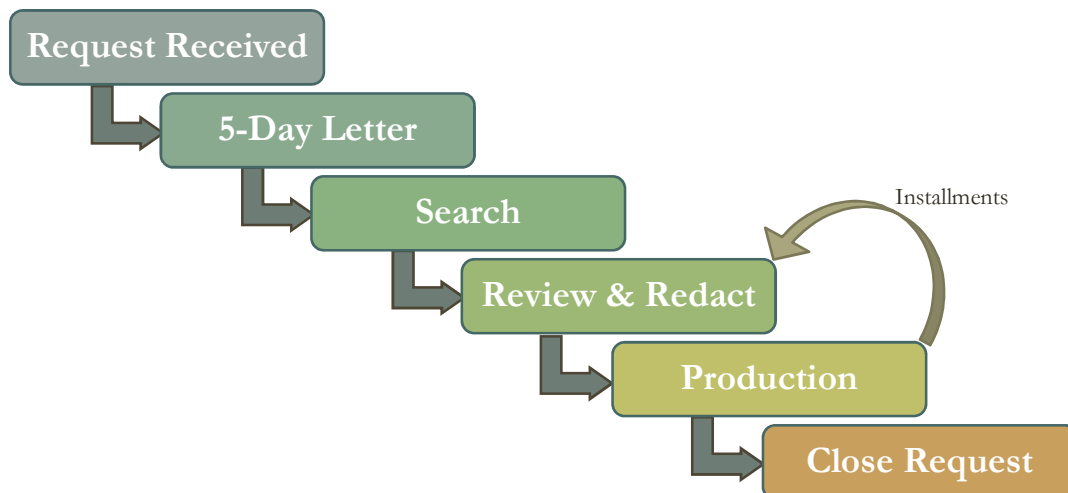 Request Received
5-Day Letter
Search
Installments
Review & Redact
Production
Close Request